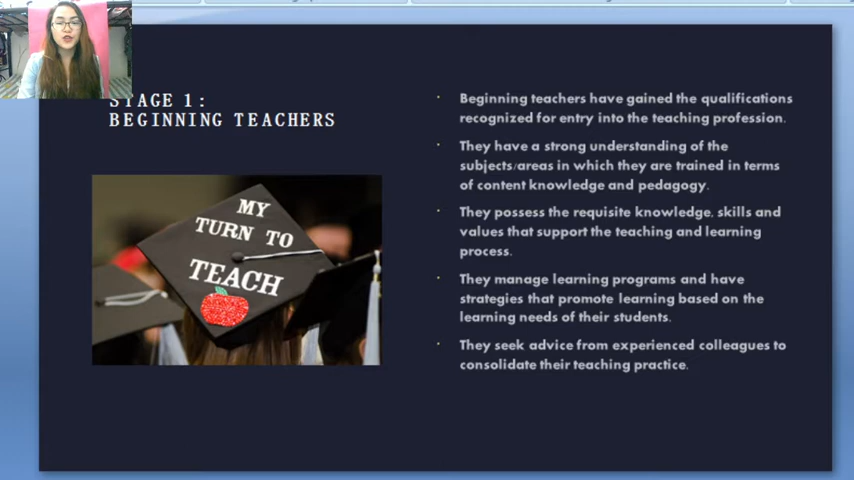 STAGE 1:
BEGINNING TEACHERS
MY
TURN TO
TEACH
Beginning teachers have gained the qualifications
recognized for entry into the teaching profession.
They have a strong understanding of the
subjects/areas in which they are trained in terms
of content knowledge and pedagogy.
They possess the requisite knowledge, skills and
values that support the teaching and learning
process.
They manage learning programs and have
strategies that promote learning based on the
learning needs of their students.
They seek advice from experienced colleagues to
consolidate their teaching practice.